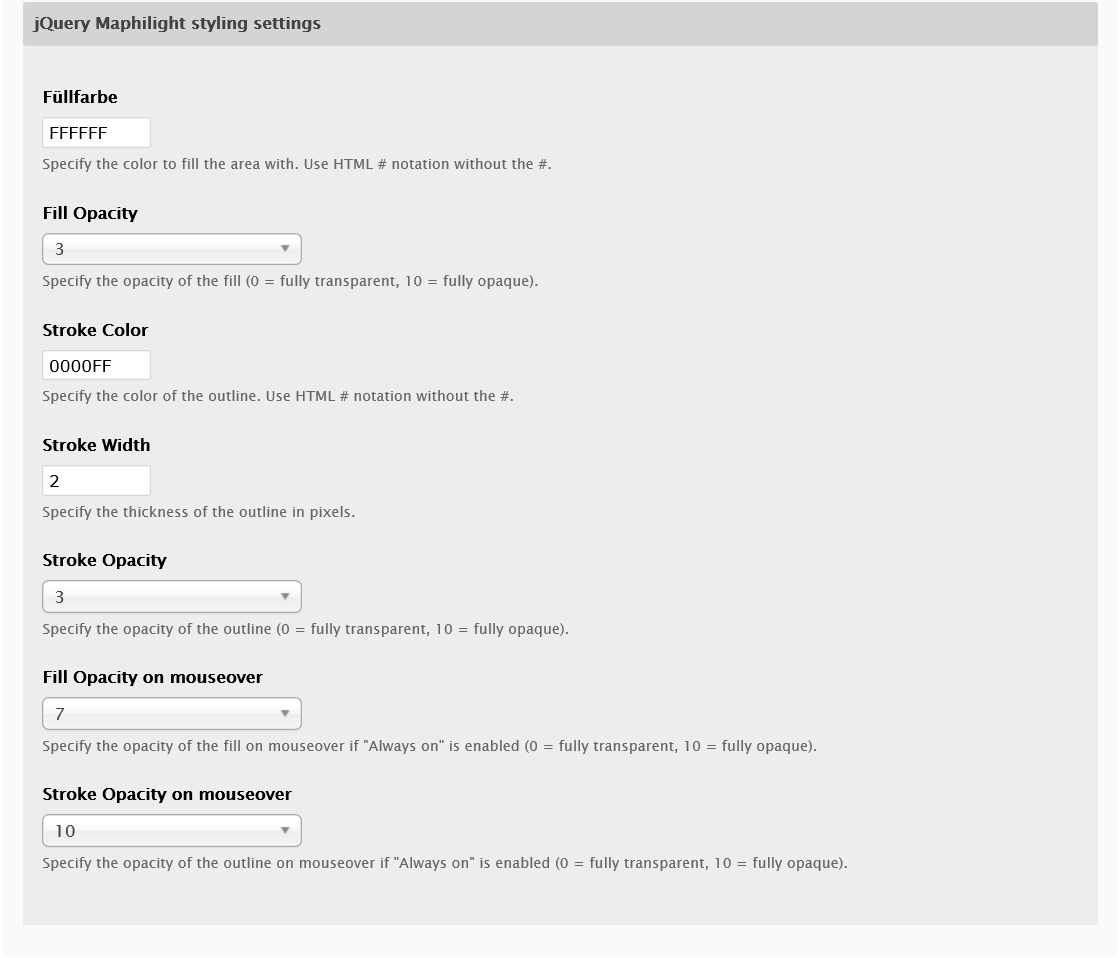 jQuery Maphilight styling settings
Füllfarbe
FFFFFF
Specify the color to fill the area with. Use HTML # notation without the #.
Fill Opacity
3
Specify the opacity of the fill (0 = fully transparent, 10 = fully opaque).
Stroke Color
0000FF
Specify the color of the outline. Use HTML # notation without the #.
Stroke Width
2
Specify the thickness of the outline in pixels.
Stroke Opacity
3
Specify the opacity of the outline (0 = fully transparent, 10 = fully opaque).
Fill Opacity on mouseover
7
Specify the opacity of the fill on mouseover if "Always on" is enabled (0 = fully transparent, 10 = fully opaque).
Stroke Opacity on mouseover
10
Specify the opacity of the outline on mouseover if "Always on" is enabled (0 = fully transparent, 10 = fully opaque).